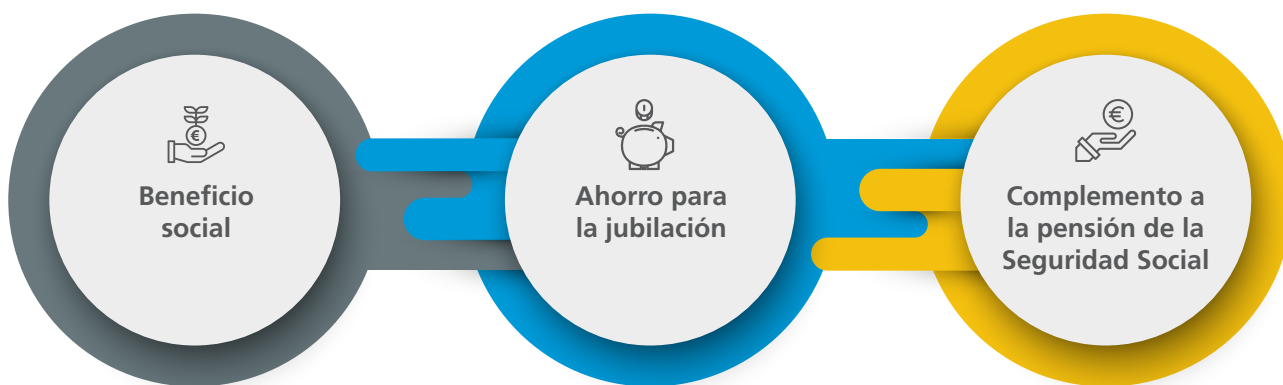 Beneficio
social
Ahorro para
la jubilación
Complemento a
la pensión de la
Seguridad Social